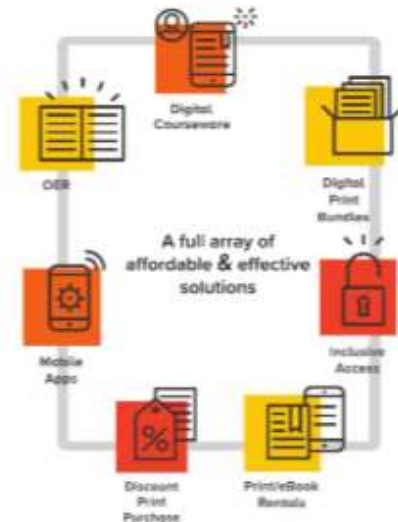 Digital
Courseware
OER
Digital
Print
Bundles
A full array of
affordable & effective
solutions
Mobile
Apps
Inclusive
Access
Discount
Print
Purchase
Print/eBook
Rentals
%